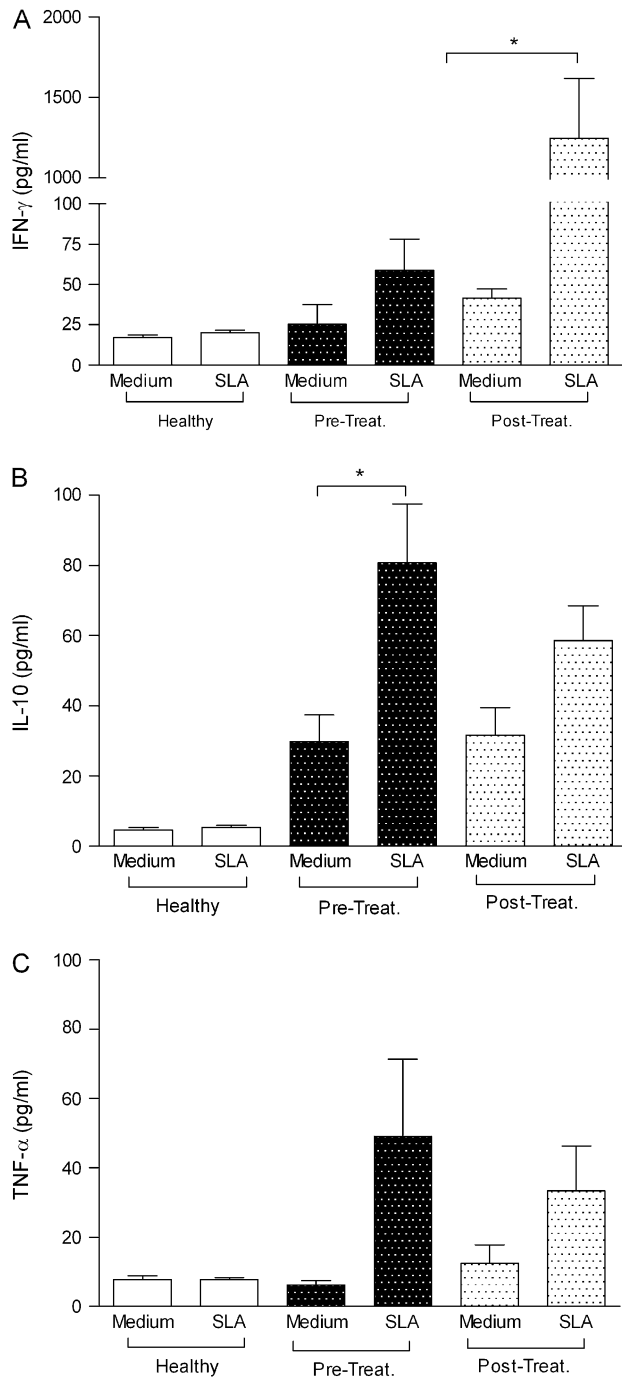 A
2000
1500
1000
100
75
50
25
0
IFN-γ (pg/ml)
*
Medium SLA Medium SLA Medium SLA
Healthy Pre-Treat. Post-Treat.
B
100
80
60
40
20
0
IL-10 (pg/ml)
*
Medium SLA Medium SLA Medium SLA
Healthy Pre-Treat. Post-Treat.
C
100
80
60
40
20
0
TNF-α (pg/ml)
Medium SLA Medium SLA Medium SLA
Healthy Pre-Treat. Post-Treat.